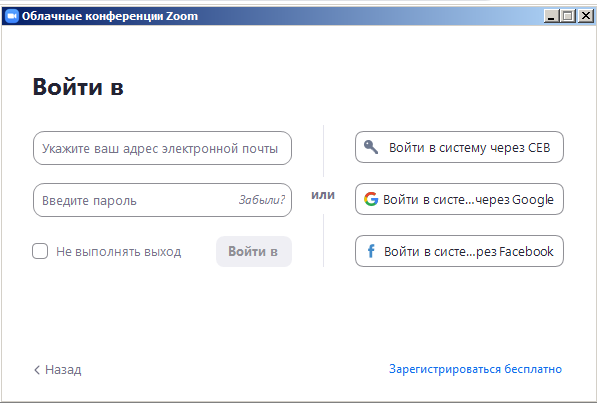 Облачные конференции Zoom
Войти в
Укажите ваш адрес электронной почты
Введите пароль
Забыли?
Не выполнять выход
Войти в
или
Войти в систему через СЕВ
Войти в систе...через Google
Войти в систе...рез Facebook
Назад
Зарегистрироваться бесплатно